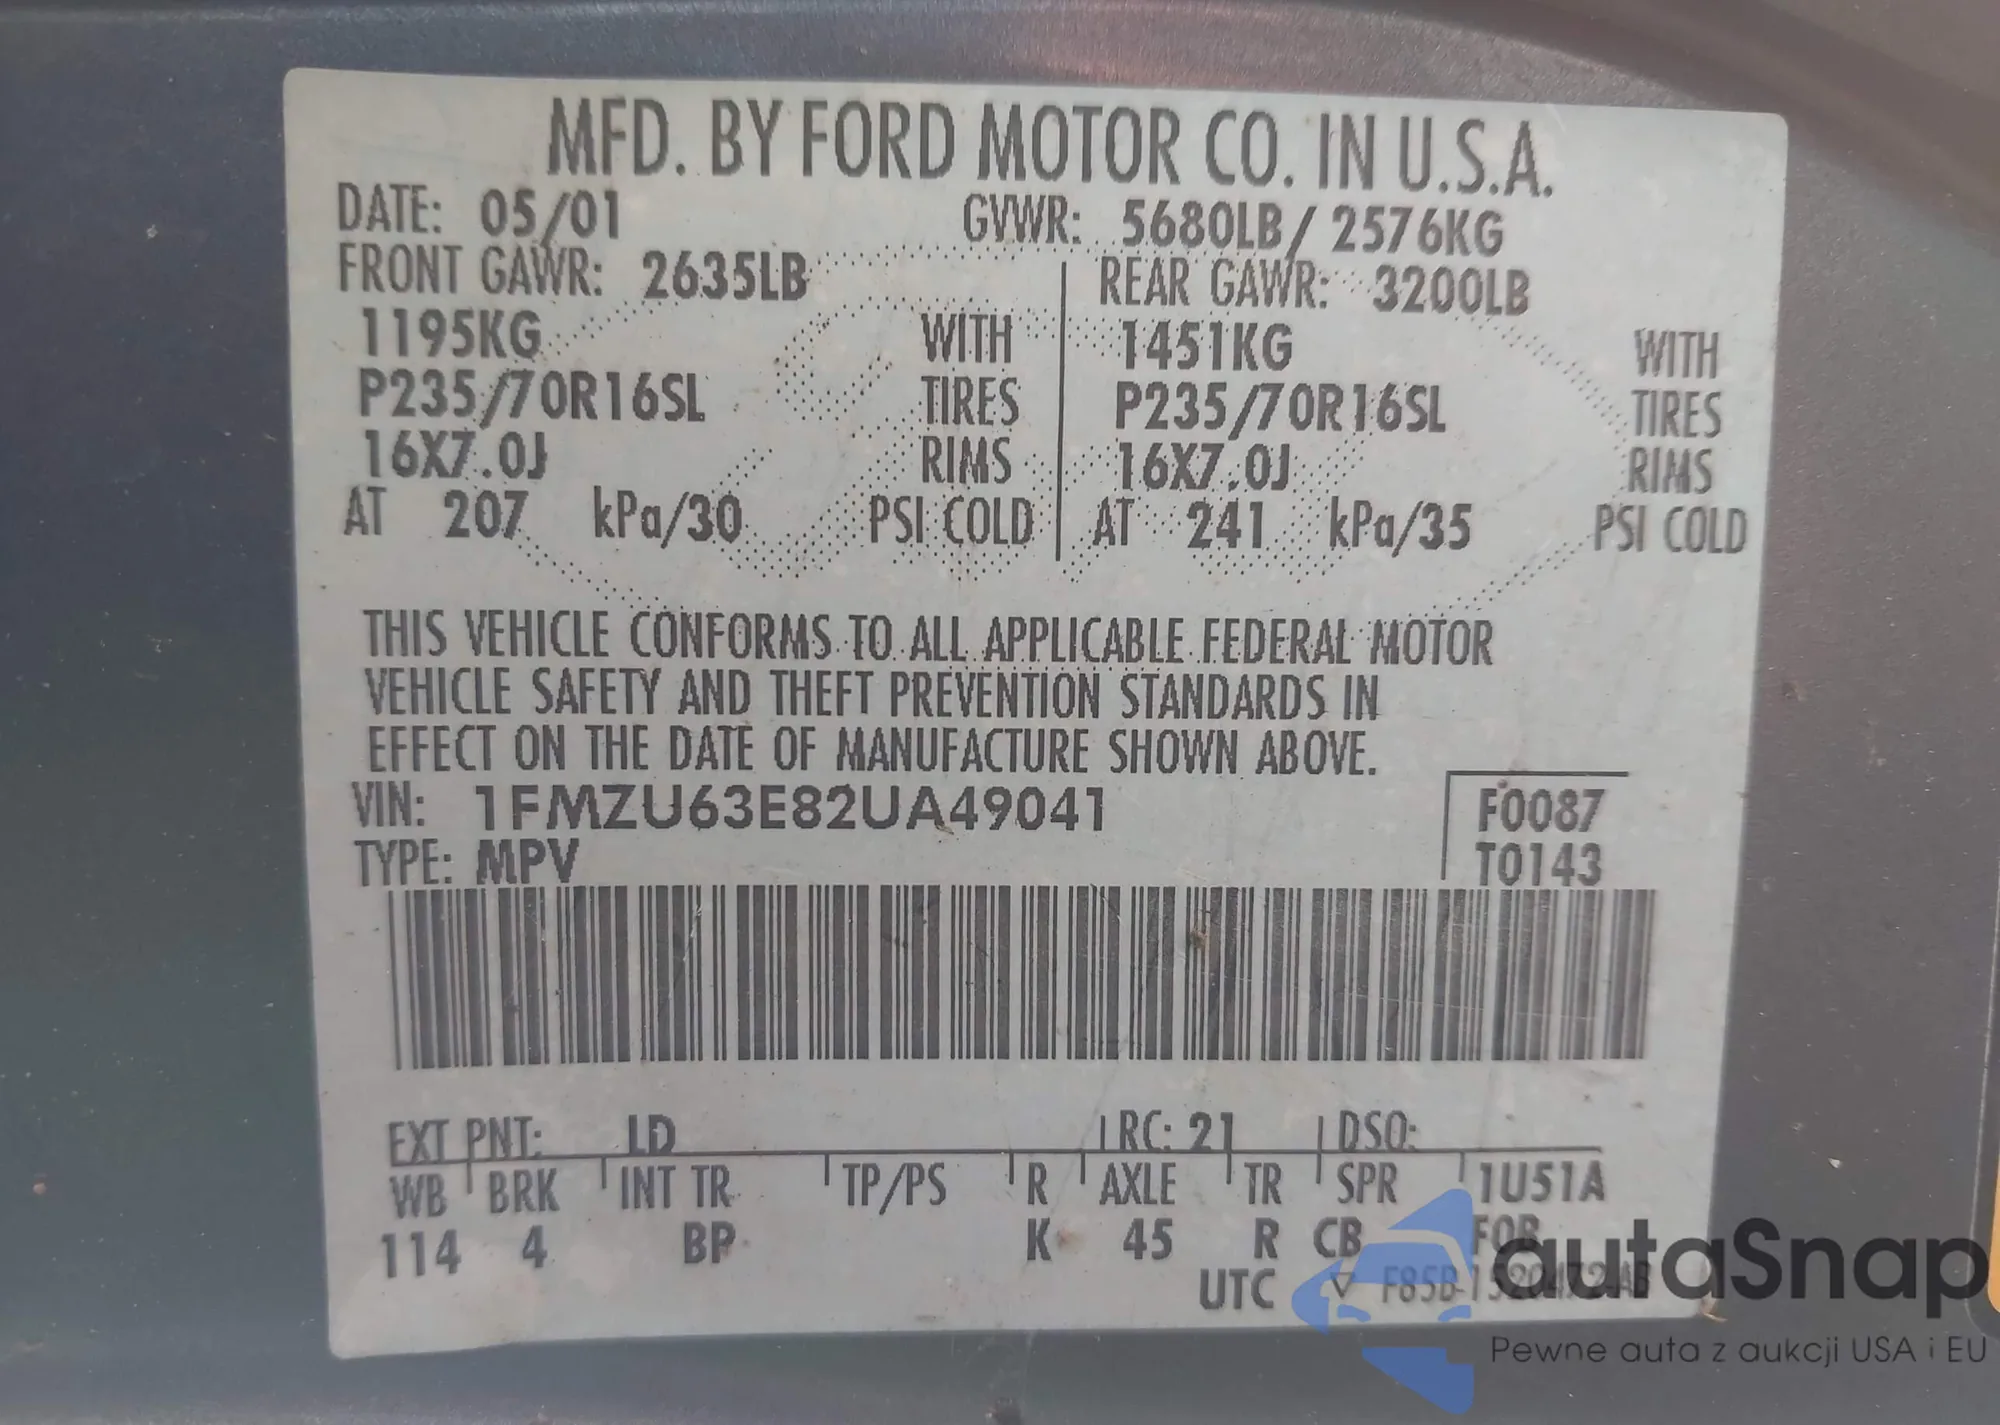 MFD. BY FORD MOTOR CO. IN U.S.A.
DATE: 05/01 GVWR: 5680LB/ 2576KG
FRONT GAWR: 2635LB REAR GAWR: 3200LB
1195KG WITH 1451KG WITH
P235/70R16SL TIRES P235/70R16SL TIRES
16X7.0J RIMS 16X7.0J RIMS
AT 207 kPa/30 PSI COLD AT 241 kPa/35 PSI COLD
THIS VEHICLE CONFORMS TO ALL APPLICABLE FEDERAL MOTOR
VEHICLE SAFETY AND THEFT PREVENTION STANDARDS IN
EFFECT ON THE DATE OF MANUFACTURE SHOWN ABOVE.
VIN: 1FMZU63E82UA49041 F0087
TYPE: MPV T0143
EXT PNT: LD RC: 21 DSO:
WB BRK INT TR TP/PS R AXLE TR SPR 1U51A
114 4 BP K 45 R CB FOB
UTC ▽ F85B-1520472-AB
autaSnap
Pewne auta z aukcji USA i EU